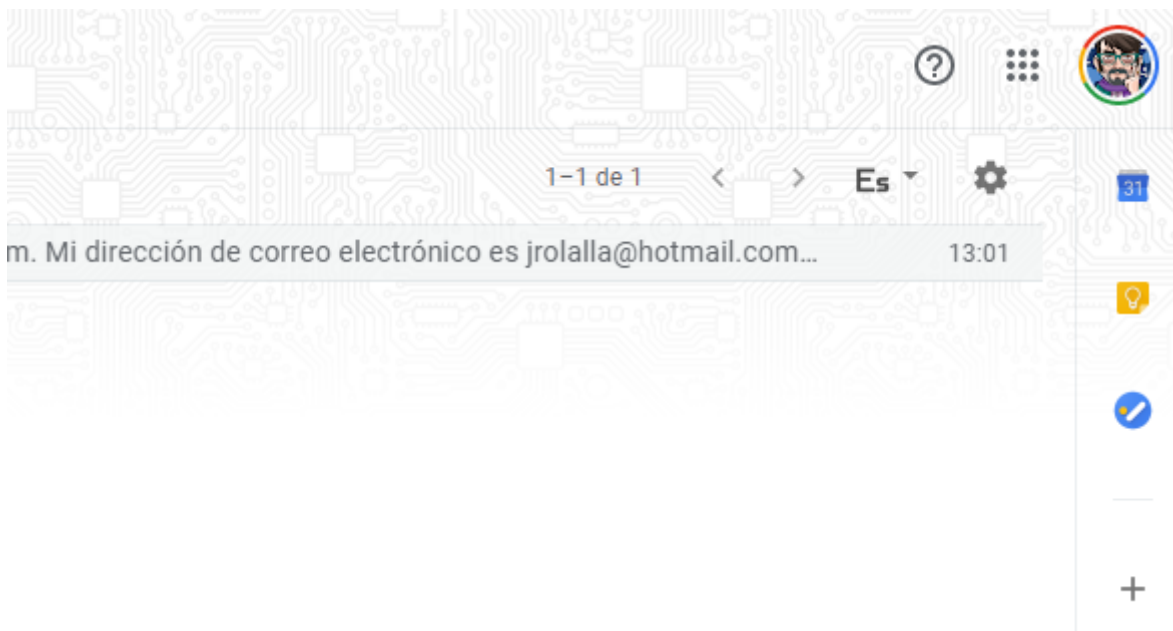 1–1 de 1
Es
31
m. Mi dirección de correo electrónico es jrolalla@hotmail.com... 13:01